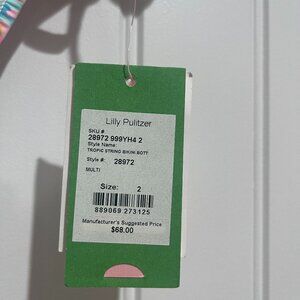 Lilly Pulitzer
SKU #:
28972 999YH4 2
Style Name:
TROPIC STRING BIKINI BOTT
Style #: 28972
MULTI
Size: 2
889069 273125
Manufacturer's Suggested Price
$68.00